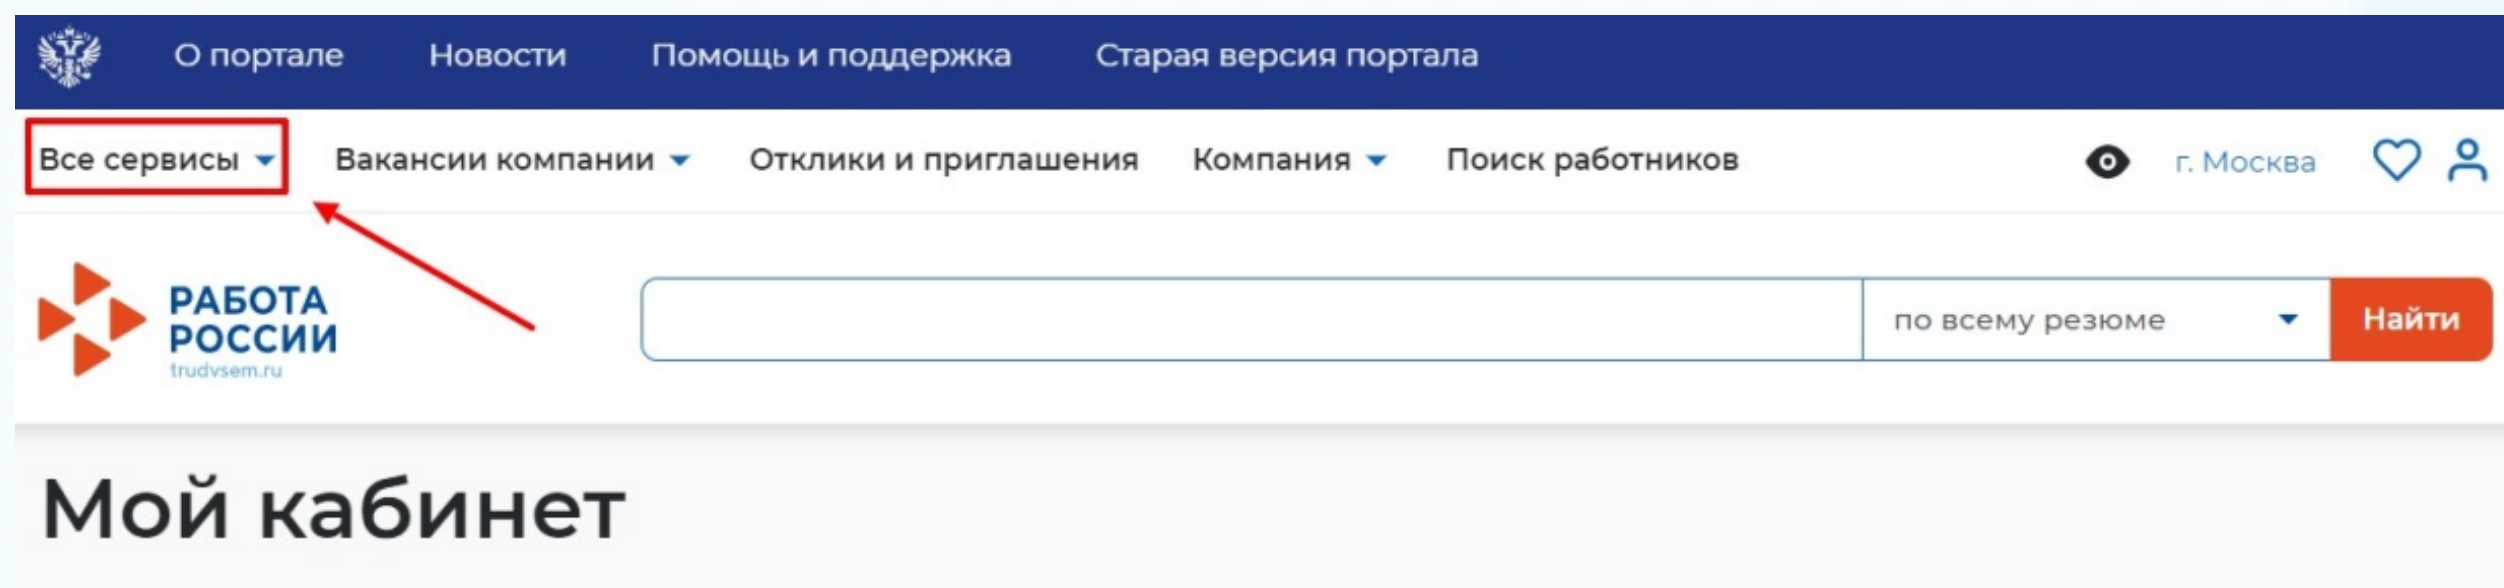 О портале Новости Помощь и поддержка Старая версия портала
Все сервисы Вакансии компании Отклики и приглашения Компания Поиск работников г. Москва
РАБОТА
РОССИИ
trudvsem.ru
по всему резюме Найти
Мой кабинет